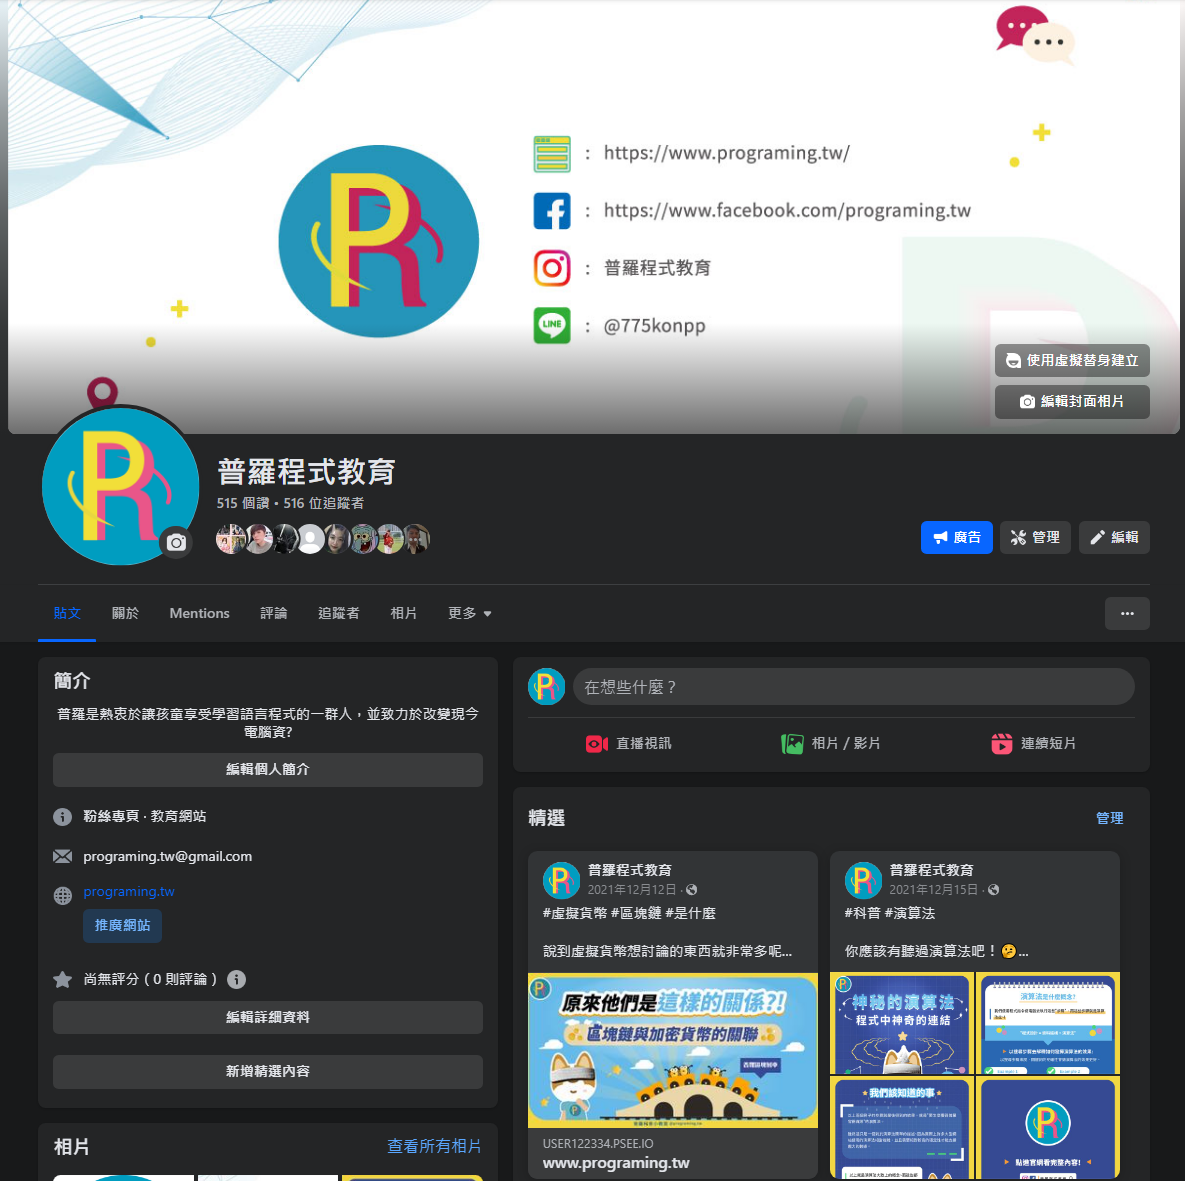 : https://www.programing.tw/
: https://www.facebook.com/programing.tw
: 普羅程式教育
LINE
: @775konpp
使用虛擬替身建立
編輯封面相片
PR
普羅程式教育
515 個讚 • 516 位追蹤者
廣告
管理
編輯
貼文
關於
Mentions
評論
追蹤者
相片
更多
簡介
普羅是熱衷於讓孩童享受學習語言程式的一群人，並致力於改變現今
電腦資?
編輯個人簡介
粉絲專頁 · 教育網站
programing.tw@gmail.com
programing.tw
推廣網站
尚無評分 ( 0 則評論 )
編輯詳細資料
新增精選內容
相片
查看所有相片
在想些什麼？
直播視訊
相片 / 影片
連續短片
精選
管理
普羅程式教育
2021年12月12日 ·
#虛擬貨幣 #區塊鏈 #是什麼
說到虛擬貨幣想討論的東西就非常多呢...
原來他們是這樣的關係?!
區塊鏈與加密貨幣的關聯
USER122334.PSEE.IO
www.programing.tw
普羅程式教育
2021年12月15日 ·
#科普 #演算法
你應該有聽過演算法吧！🤔...
神秘的演算法
程式中神奇的連結
演算法是什麼概念?
我們該知道的事
點進官網看完整內容!